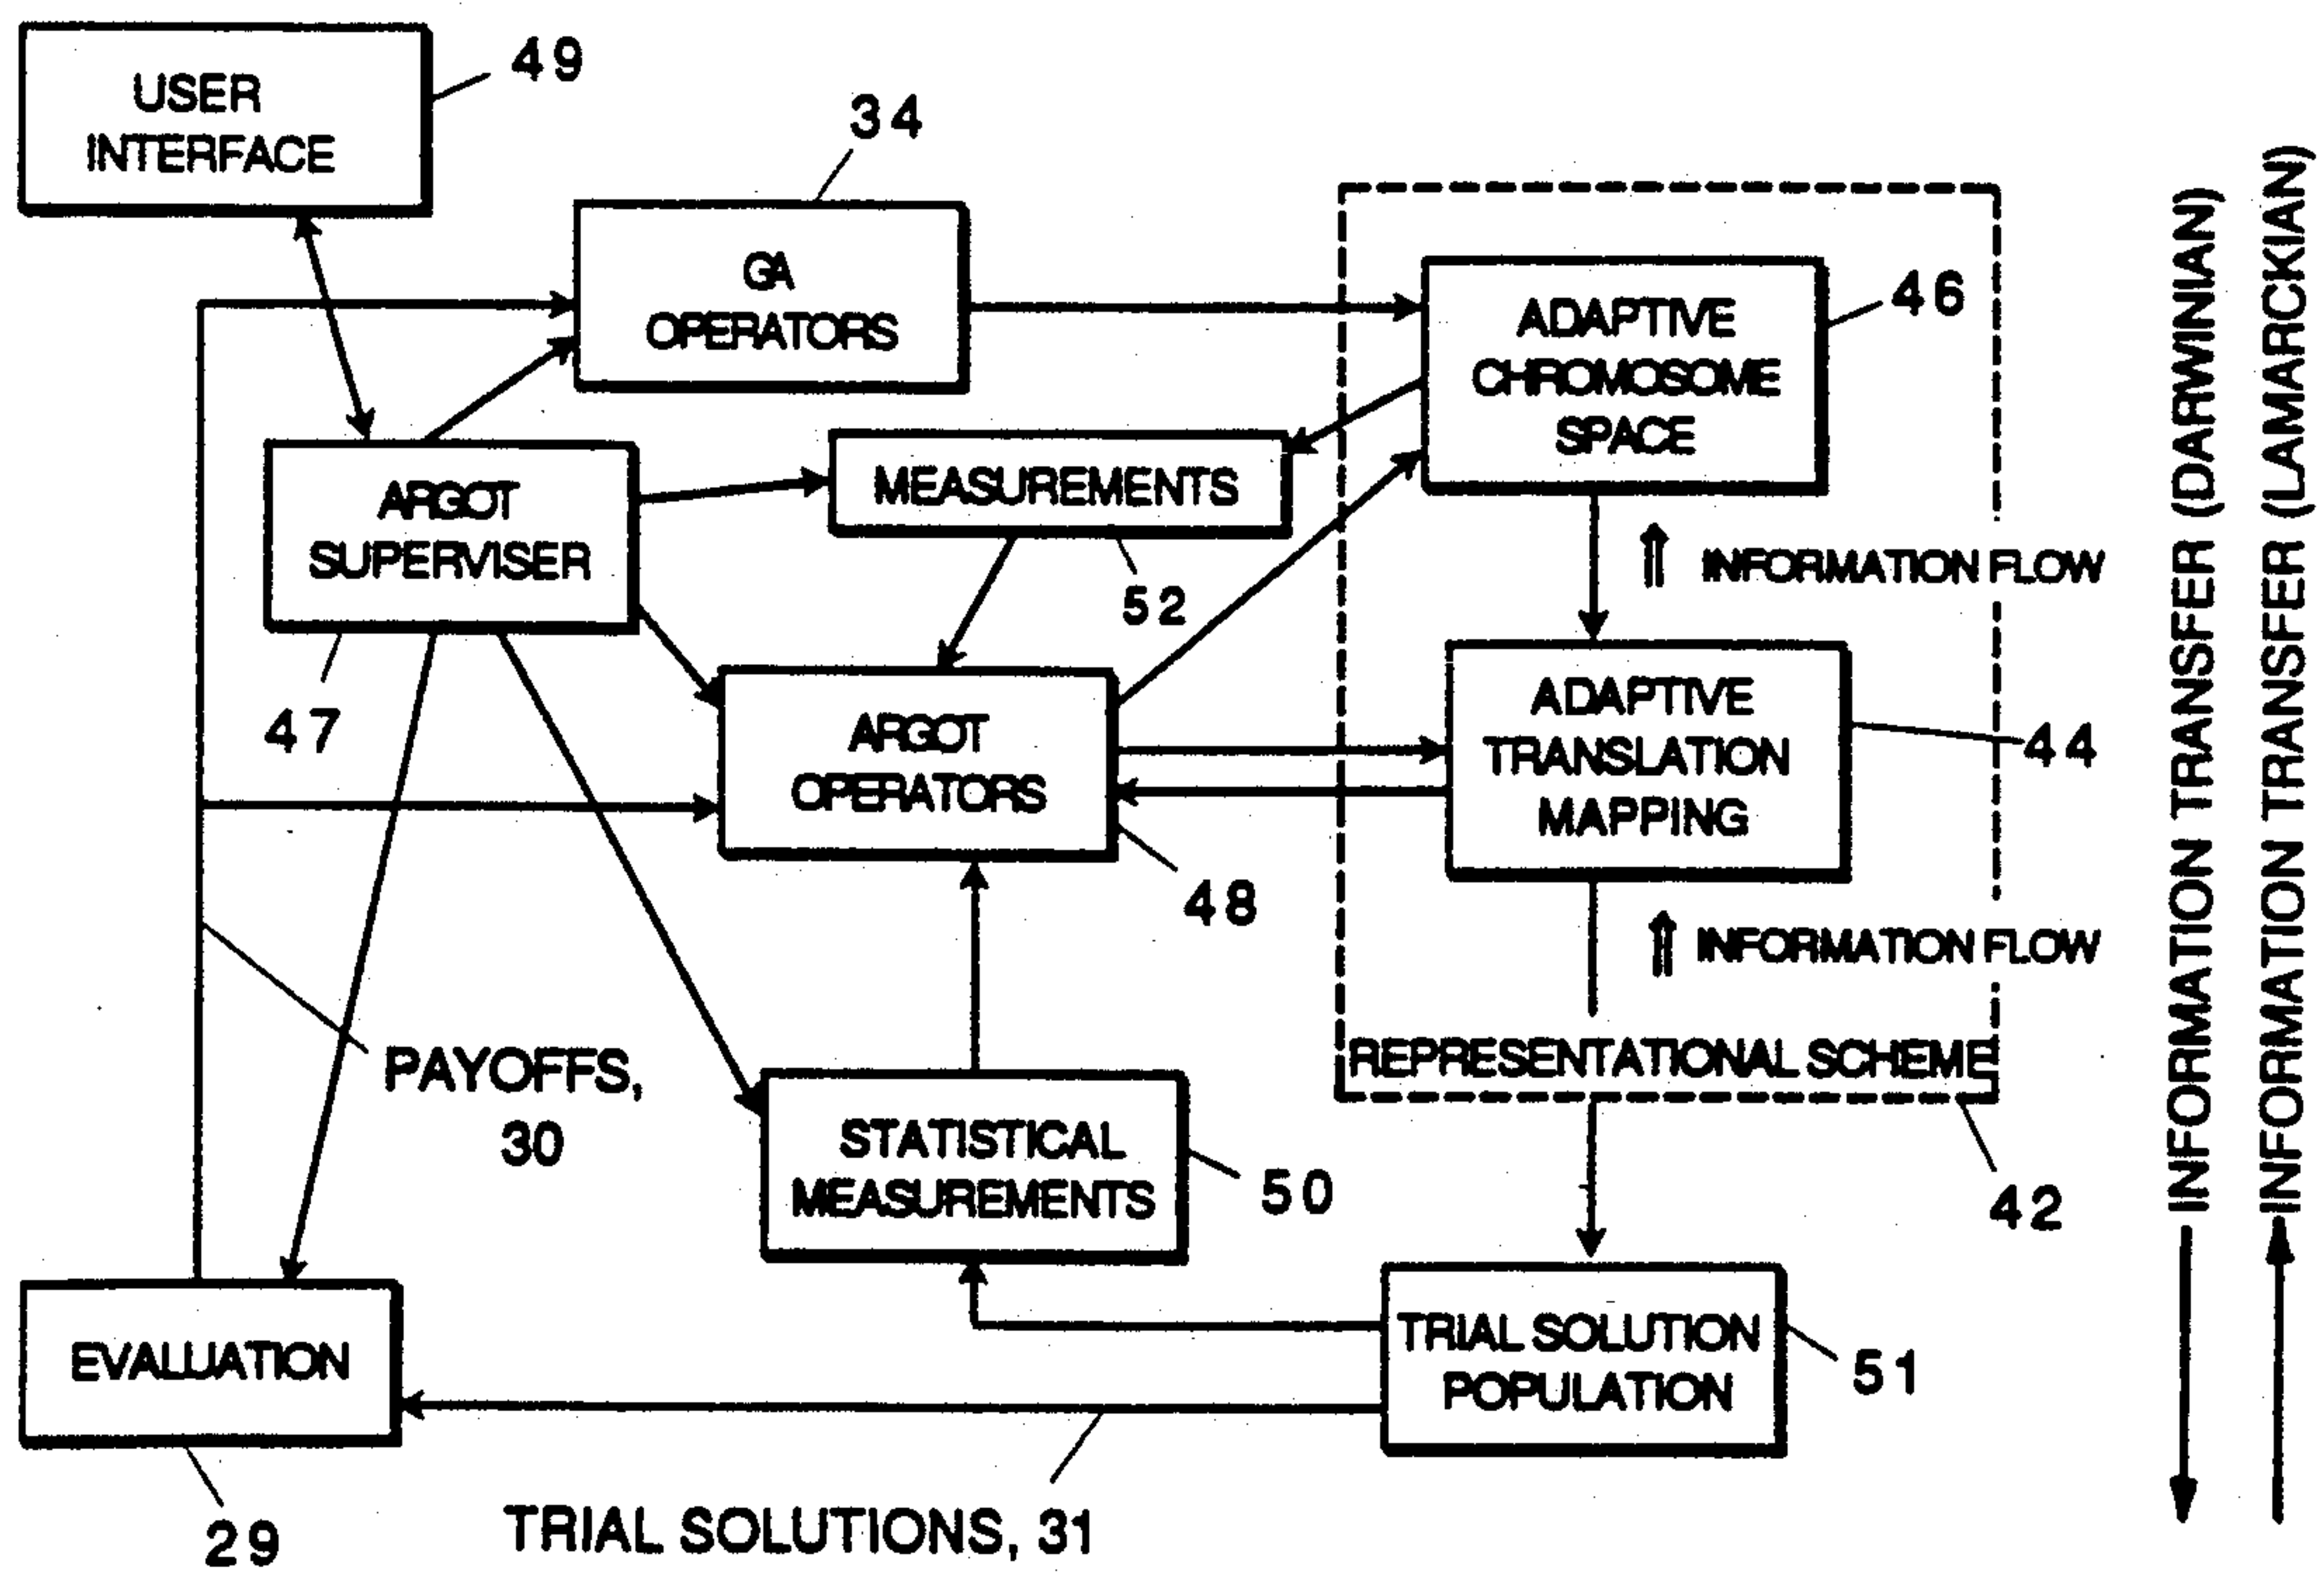 USER
INTERFACE
49
34
GA
OPERATORS
ADAPTIVE
CHROMOSOME
SPACE
46
ARGOT
SUPERVISER
47
MEASUREMENTS
52
⇑ INFORMATION FLOW
ARGOT
OPERATORS
48
ADAPTIVE
TRANSLATION
MAPPING
44
⇑ INFORMATION FLOW
REPRESENTATIONAL SCHEME
42
PAYOFFS,
30
STATISTICAL
MEASUREMENTS
50
EVALUATION
29
TRIAL SOLUTION
POPULATION
51
TRIAL SOLUTIONS, 31
INFORMATION TRANSFER (DARWINIAN)
INFORMATION TRANSFER (LAMARCKIAN)